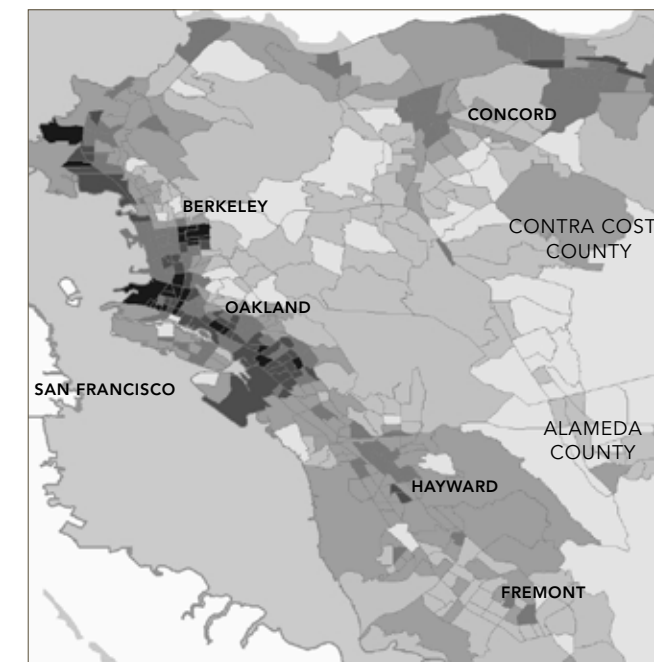 CONCORD
BERKELEY
CONTRA COST
COUNTY
OAKLAND
SAN FRANCISCO
ALAMEDA
COUNTY
HAYWARD
FREMONT